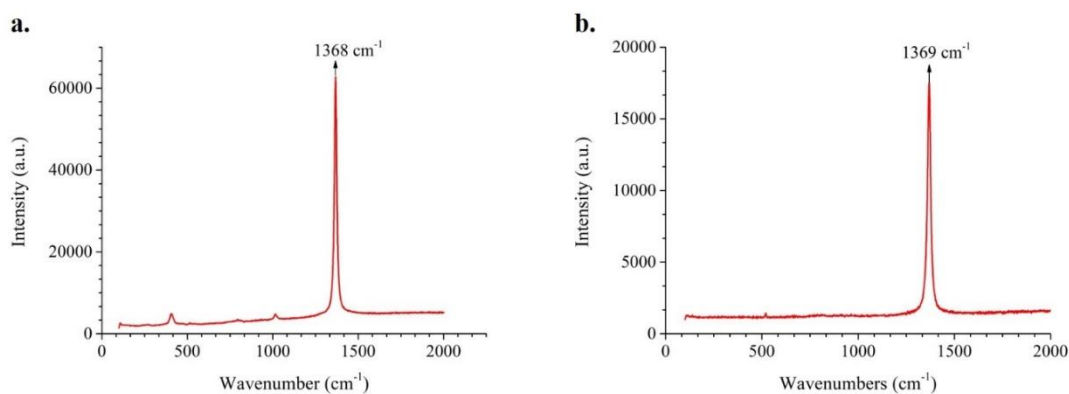 a.
1368 cm⁻¹
60000
40000
20000
0
Intensity (a.u.)
0 500 1000 1500 2000
Wavenumber (cm⁻¹)
b.
1369 cm⁻¹
20000
15000
10000
5000
0
Intensity (a.u.)
0 500 1000 1500 2000
Wavenumbers (cm⁻¹)